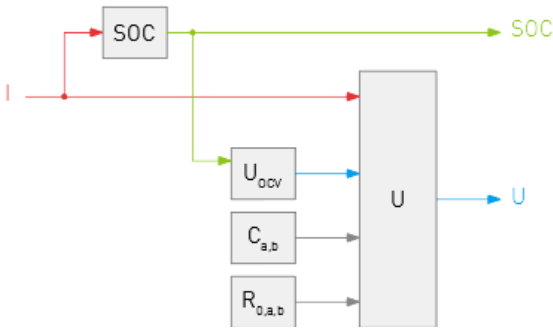 SOC
SOC
I
U_ocv
U
U
C_a,b
R_0,a,b